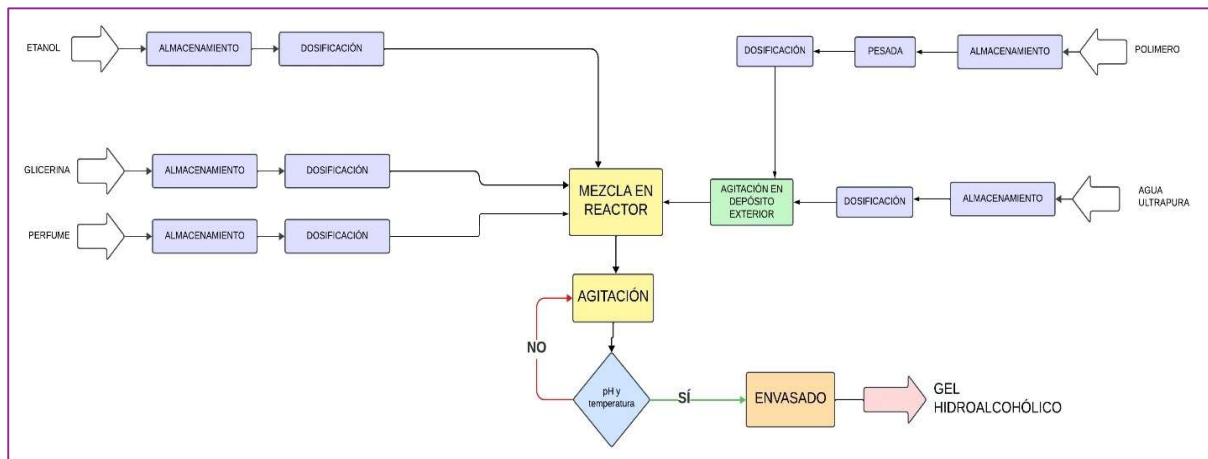 ETANOL
ALMACENAMIENTO
DOSIFICACIÓN
DOSIFICACIÓN
PESADA
ALMACENAMIENTO
POLIMERO
GLICERINA
ALMACENAMIENTO
DOSIFICACIÓN
MEZCLA EN
REACTOR
AGITACIÓN EN
DEPÓSITO
EXTERIOR
DOSIFICACIÓN
ALMACENAMIENTO
AGUA
ULTRAPURA
PERFUME
ALMACENAMIENTO
DOSIFICACIÓN
AGITACIÓN
NO
pH y
temperatura
SÍ
ENVASADO
GEL
HIDROALCOHÓLICO